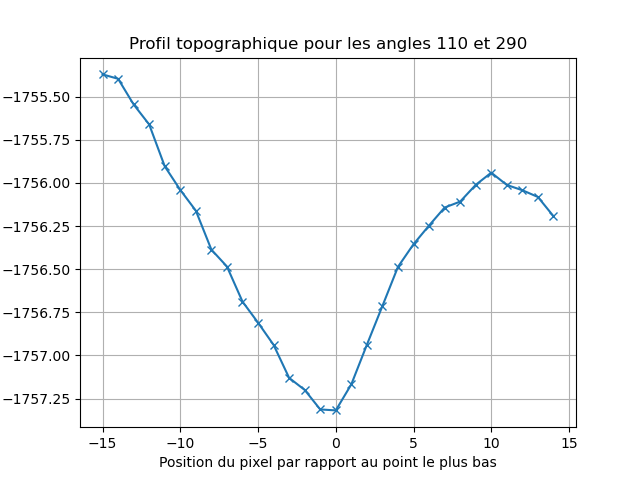 Profil topographique pour les angles 110 et 290
−1755.50
−1755.75
−1756.00
−1756.25
−1756.50
−1756.75
−1757.00
−1757.25
−15 −10 −5 0 5 10 15
Position du pixel par rapport au point le plus bas